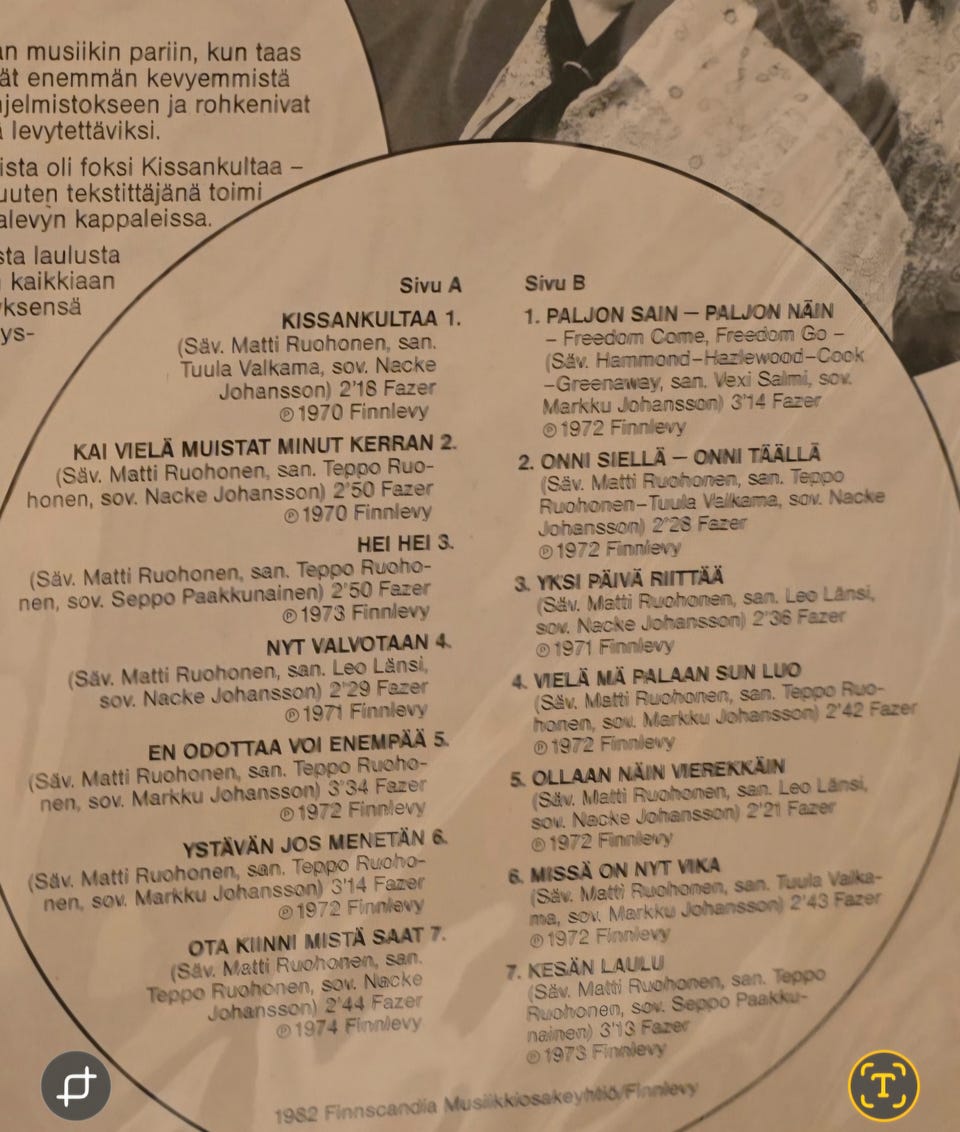 an musiikin pariin, kun taas
ät enemmän kevyemmistä
jelmistokseen ja rohkenivat
levytettäviksi.
ista oli foksi Kissankultaa –
uuten tekstittäjänä toimi
alevyn kappaleissa.
sta laulusta
kaikkiaan
yksensä
ys-
Sivu A
KISSANKULTAA 1.
(Säv. Matti Ruohonen, san.
Tuula Valkama, sov. Nacke
Johansson) 2'18 Fazer
℗ 1970 Finnlevy
KAI VIELÄ MUISTAT MINUT KERRAN 2.
(Säv. Matti Ruohonen, san. Teppo Ruo-
honen, sov. Nacke Johansson) 2'50 Fazer
℗ 1970 Finnlevy
HEI HEI 3.
(Säv. Matti Ruohonen, san. Teppo Ruoho-
nen, sov. Seppo Paakkunainen) 2'50 Fazer
℗ 1973 Finnlevy
NYT VALVOTAAN 4.
(Säv. Matti Ruohonen, san. Leo Länsi,
sov. Nacke Johansson) 2'29 Fazer
℗ 1971 Finnlevy
EN ODOTTAA VOI ENEMPÄÄ 5.
(Säv. Matti Ruohonen, san. Teppo Ruoho-
nen, sov. Markku Johansson) 3'34 Fazer
℗ 1972 Finnlevy
YSTÄVÄN JOS MENETÄN 6.
(Säv. Matti Ruohonen, san. Teppo Ruoho-
nen, sov. Markku Johansson) 3'14 Fazer
℗ 1972 Finnlevy
OTA KIINNI MISTÄ SAAT 7.
(Säv. Matti Ruohonen, san.
Teppo Ruohonen, sov. Nacke
Johansson) 2'44 Fazer
℗ 1974 Finnlevy
Sivu B
1. PALJON SAIN – PALJON NÄIN
– Freedom Come, Freedom Go –
(Säv. Hammond–Hazlewood–Cook
–Greenaway, san. Vexi Salmi, sov.
Markku Johansson) 3'14 Fazer
℗ 1972 Finnlevy
2. ONNI SIELLÄ – ONNI TÄÄLLÄ
(Säv. Matti Ruohonen, san. Teppo
Ruohonen–Tuula Valkama, sov. Nacke
Johansson) 2'28 Fazer
℗ 1972 Finnlevy
3. YKSI PÄIVÄ RIITTÄÄ
(Säv. Matti Ruohonen, san. Leo Länsi,
sov. Nacke Johansson) 2'36 Fazer
℗ 1971 Finnlevy
4. VIELÄ MÄ PALAAN SUN LUO
(Säv. Matti Ruohonen, san. Teppo Ruo-
honen, sov. Markku Johansson) 2'42 Fazer
℗ 1972 Finnlevy
5. OLLAAN NÄIN VIEREKKÄIN
(Säv. Matti Ruohonen, san. Leo Länsi,
sov. Nacke Johansson) 2'21 Fazer
℗ 1972 Finnlevy
6. MISSÄ ON NYT VIKA
(Säv. Matti Ruohonen, san. Tuula Valka-
ma, sov. Markku Johansson) 2'43 Fazer
℗ 1972 Finnlevy
7. KESÄN LAULU
(Säv. Matti Ruohonen, san. Teppo
Ruohonen, sov. Seppo Paakku-
nainen) 3'13 Fazer
℗ 1973 Finnlevy
1982 Finnscandia Musiikkiosakeyhtiö/Finnlevy